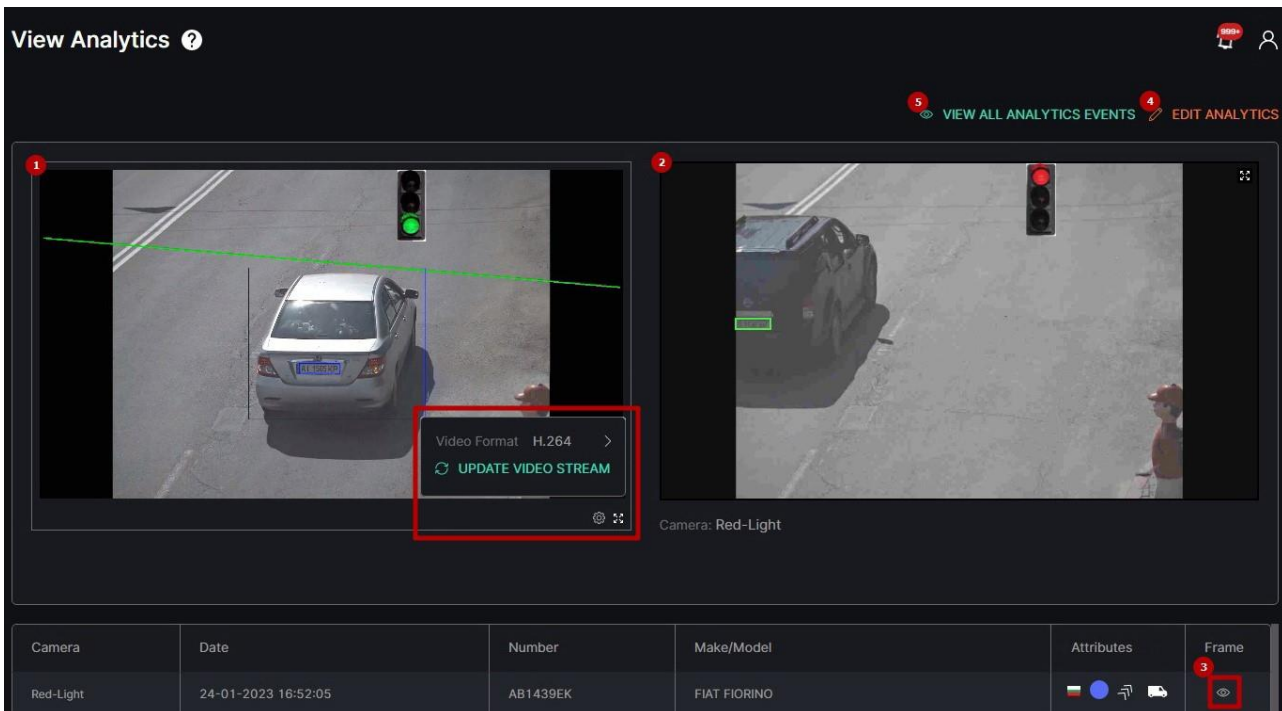 View Analytics ?
999+
5 VIEW ALL ANALYTICS EVENTS 4 EDIT ANALYTICS
1
2
Video Format H.264 >
UPDATE VIDEO STREAM
Camera: Red-Light
Camera Date Number Make/Model Attributes Frame
3
Red-Light 24-01-2023 16:52:05 AB1439EK FIAT FIORINO